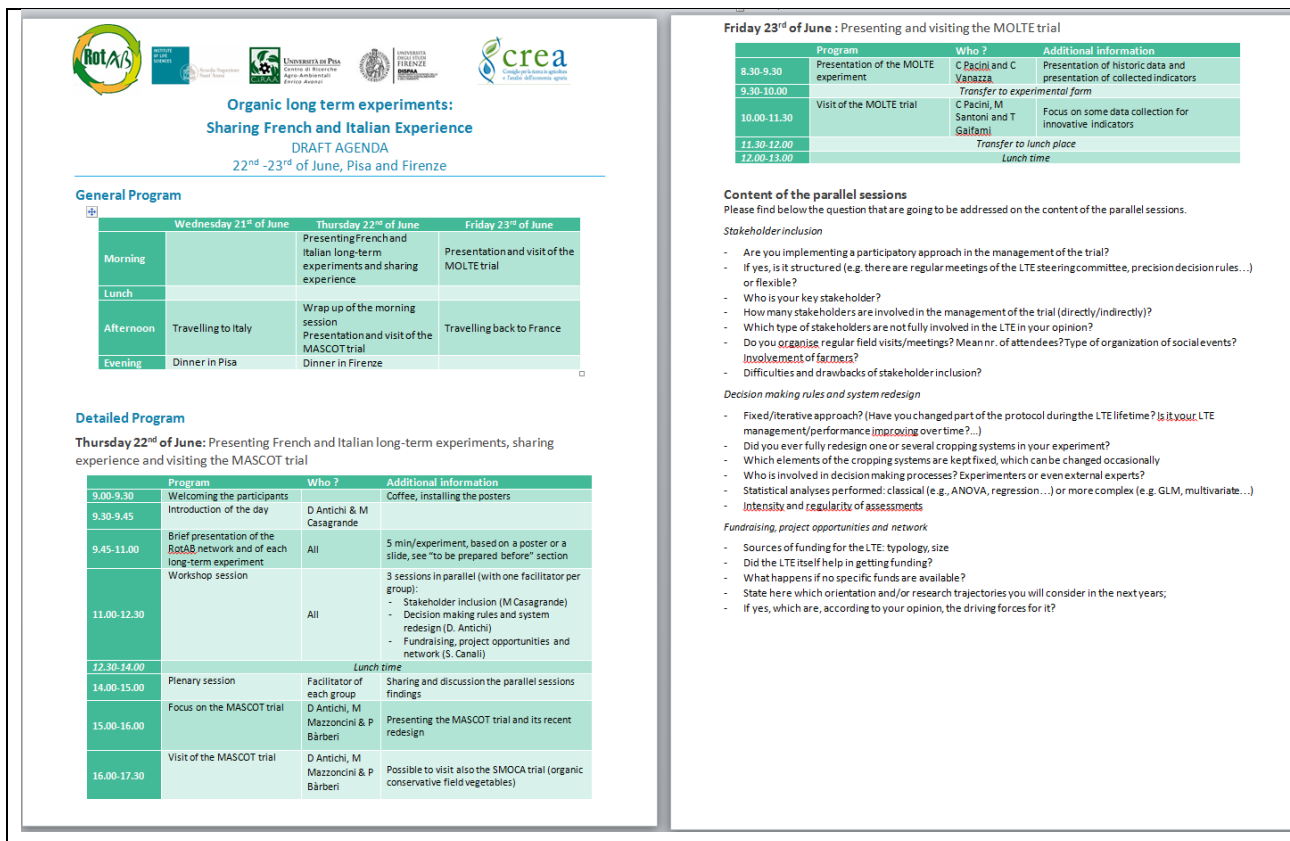 RotAB
INSTITUTE
OF LIFE
SCIENCES
Scuola Superiore
Sant'Anna
CiRAA
UNIVERSITÀ DI PISA
Centro di Ricerche
Agro-Ambientali
Enrico Avanzi
UNIVERSITÀ
DEGLI STUDI
FIRENZE
DISPAA
crea
Consiglio per la ricerca in agricoltura
e l'analisi dell'economia agraria
Organic long term experiments:
Sharing French and Italian Experience
DRAFT AGENDA
22nd -23rd of June, Pisa and Firenze
General Program
Wednesday 21st of June Thursday 22nd of June Friday 23rd of June
Morning
Presenting French and
Italian long-term
experiments and sharing
experience
Presentation and visit of the
MOLTE trial
Lunch
Afternoon
Travelling to Italy
Wrap up of the morning
session
Presentation and visit of the
MASCOT trial
Travelling back to France
Evening Dinner in Pisa Dinner in Firenze
Detailed Program
Thursday 22nd of June: Presenting French and Italian long-term experiments, sharing
experience and visiting the MASCOT trial
Program Who ? Additional information
9.00-9.30 Welcoming the participants Coffee, installing the posters
9.30-9.45 Introduction of the day
D Antichi & M
Casagrande
9.45-11.00
Brief presentation of the
RotAB network and of each
long-term experiment
All
5 min/experiment, based on a poster or a
slide, see "to be prepared before" section
11.00-12.30
Workshop session
All
3 sessions in parallel (with one facilitator per
group):
- Stakeholder inclusion (M Casagrande)
- Decision making rules and system
redesign (D. Antichi)
- Fundraising, project opportunities and
network (S. Canali)
12.30-14.00 Lunch time
14.00-15.00
Plenary session
Facilitator of
each group
Sharing and discussion the parallel sessions
findings
15.00-16.00
Focus on the MASCOT trial
D Antichi, M
Mazzoncini & P
Bàrberi
Presenting the MASCOT trial and its recent
redesign
16.00-17.30
Visit of the MASCOT trial
D Antichi, M
Mazzoncini & P
Bàrberi
Possible to visit also the SMOCA trial (organic
conservative field vegetables)
Friday 23rd of June : Presenting and visiting the MOLTE trial
Program Who ? Additional information
8.30-9.30
Presentation of the MOLTE
experiment
C Pacini and C
Vanazza
Presentation of historic data and
presentation of collected indicators
9.30-10.00 Transfer to experimental farm
10.00-11.30
Visit of the MOLTE trial
C Pacini, M
Santoni and T
Gaifami
Focus on some data collection for
innovative indicators
11.30-12.00 Transfer to lunch place
12.00-13.00 Lunch time
Content of the parallel sessions
Please find below the question that are going to be addressed on the content of the parallel sessions.
Stakeholder inclusion
- Are you implementing a participatory approach in the management of the trial?
- If yes, is it structured (e.g. there are regular meetings of the LTE steering committee, precision decision rules…)
or flexible?
- Who is your key stakeholder?
- How many stakeholders are involved in the management of the trial (directly/indirectly)?
- Which type of stakeholders are not fully involved in the LTE in your opinion?
- Do you organise regular field visits/meetings? Mean nr. of attendees? Type of organization of social events?
Involvement of farmers?
- Difficulties and drawbacks of stakeholder inclusion?
Decision making rules and system redesign
- Fixed/iterative approach? (Have you changed part of the protocol during the LTE lifetime? Is it your LTE
management/performance improving over time?…)
- Did you ever fully redesign one or several cropping systems in your experiment?
- Which elements of the cropping systems are kept fixed, which can be changed occasionally
- Who is involved in decision making processes? Experimenters or even external experts?
- Statistical analyses performed: classical (e.g., ANOVA, regression…) or more complex (e.g. GLM, multivariate…)
- Intensity and regularity of assessments
Fundraising, project opportunities and network
- Sources of funding for the LTE: typology, size
- Did the LTE itself help in getting funding?
- What happens if no specific funds are available?
- State here which orientation and/or research trajectories you will consider in the next years;
- If yes, which are, according to your opinion, the driving forces for it?